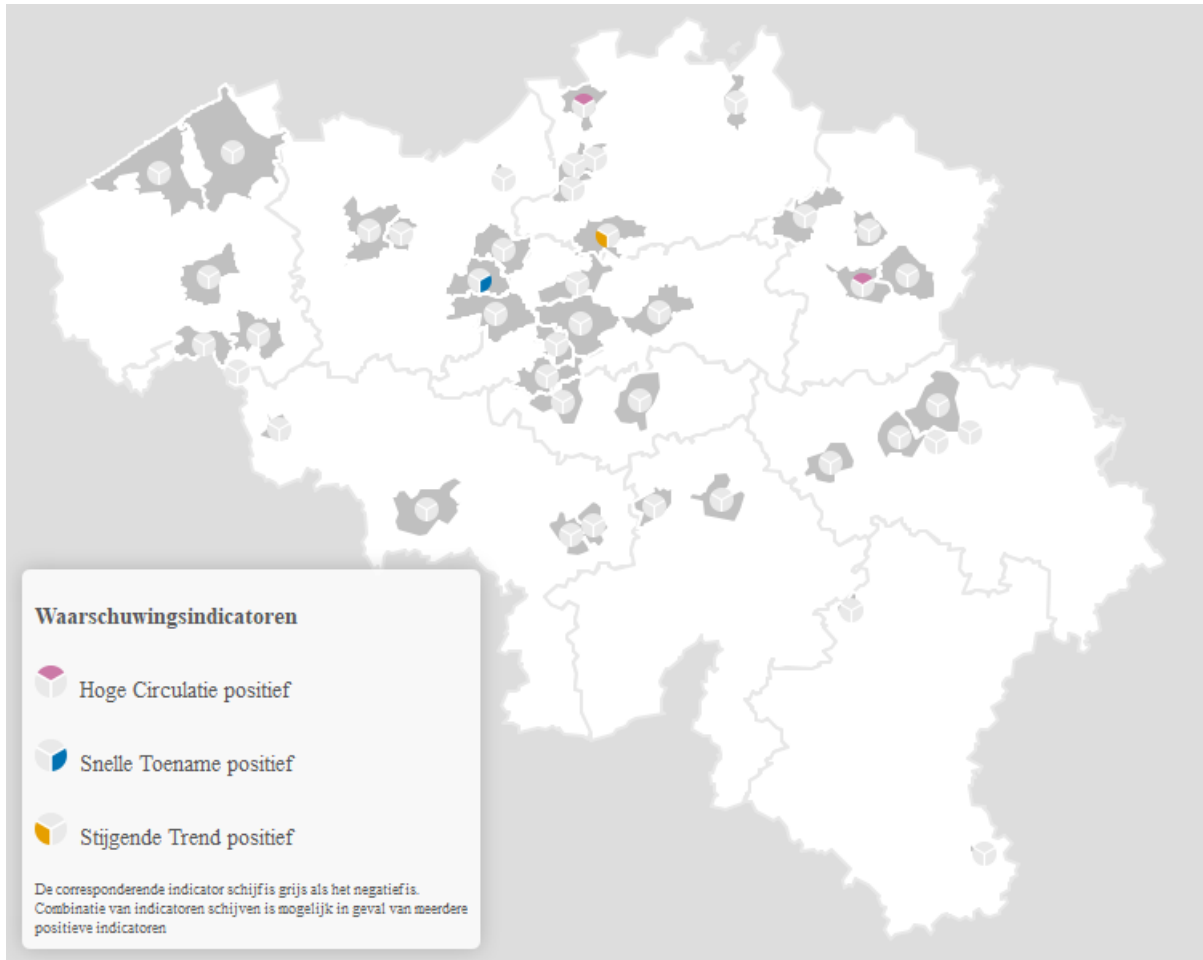 Waarschuwingsindicatoren
Hoge Circulatie positief
Snelle Toename positief
Stijgende Trend positief
De corresponderende indicator schijf is grijs als het negatief is.
Combinatie van indicatoren schijven is mogelijk in geval van meerdere
positieve indicatoren